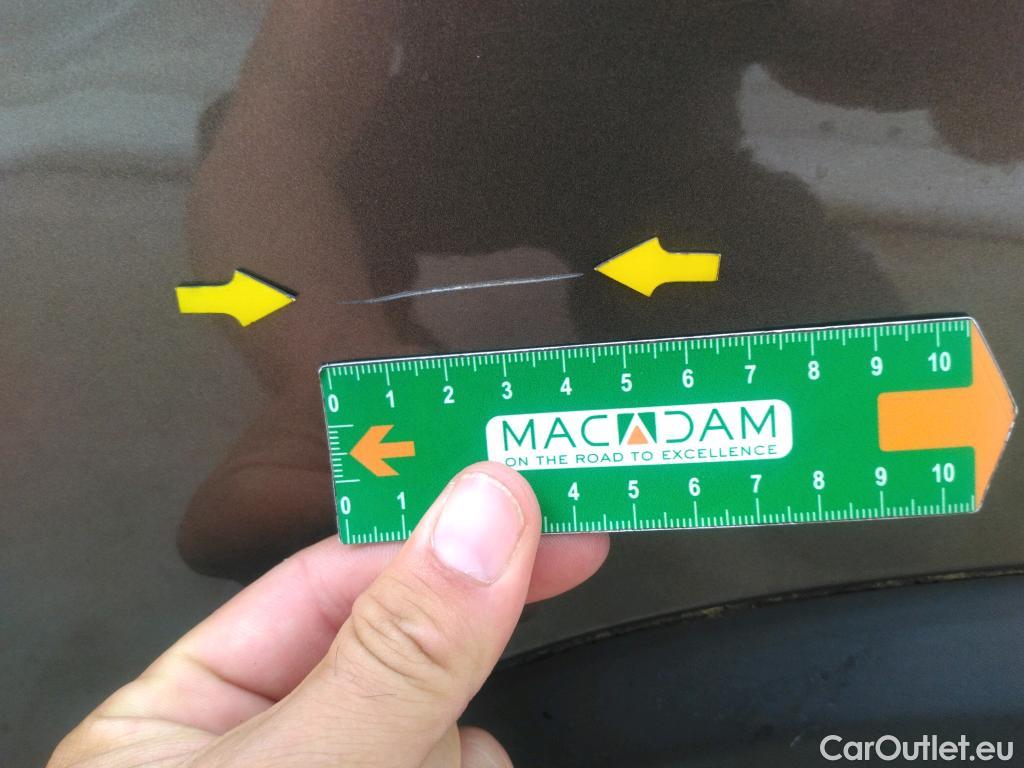 0 1 2 3 4 5 6 7 8 9 10
MACADAM
ON THE ROAD TO EXCELLENCE
0 1 4 5 6 7 8 9 10
CarOutlet.eu